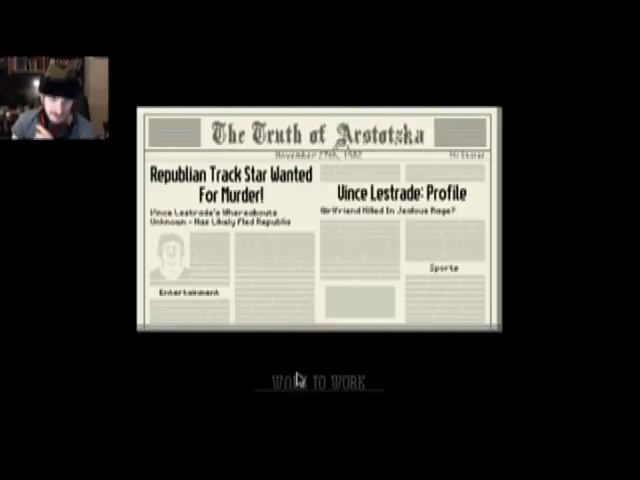 The Truth of Arstotzka
November 27th, 1982
Republian Track Star Wanted
For Murder!
Vince Lestrade's Whereabouts
Unknown - Has Likely Fled Republia
Vince Lestrade: Profile
Girlfriend Killed In Jealous Rage?
Sports
Entertainment
WALK TO WORK